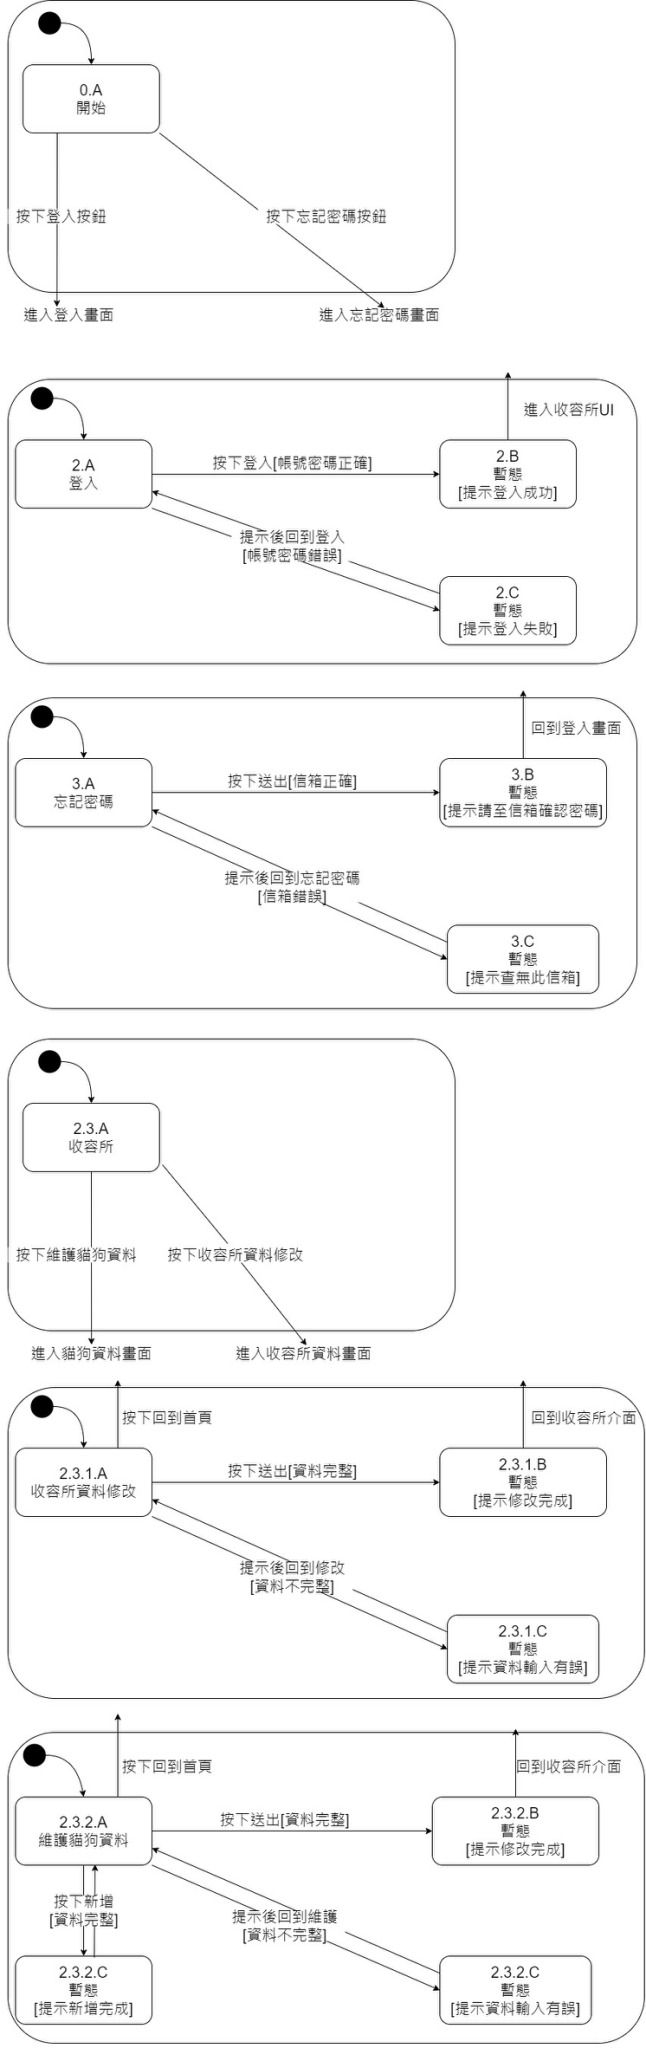 0.A
開始
按下登入按鈕
按下忘記密碼按鈕
進入登入畫面
進入忘記密碼畫面
進入收容所UI
2.A
登入
按下登入[帳號密碼正確]
2.B
暫態
[提示登入成功]
提示後回到登入
[帳號密碼錯誤]
2.C
暫態
[提示登入失敗]
回到登入畫面
3.A
忘記密碼
按下送出[信箱正確]
3.B
暫態
[提示請至信箱確認密碼]
提示後回到忘記密碼
[信箱錯誤]
3.C
暫態
[提示查無此信箱]
2.3.A
收容所
按下維護貓狗資料
按下收容所資料修改
進入貓狗資料畫面
進入收容所資料畫面
按下回到首頁
回到收容所介面
2.3.1.A
收容所資料修改
按下送出[資料完整]
2.3.1.B
暫態
[提示修改完成]
提示後回到修改
[資料不完整]
2.3.1.C
暫態
[提示資料輸入有誤]
按下回到首頁
回到收容所介面
2.3.2.A
維護貓狗資料
按下送出[資料完整]
2.3.2.B
暫態
[提示修改完成]
按下新增
[資料完整]
提示後回到維護
[資料不完整]
2.3.2.C
暫態
[提示新增完成]
2.3.2.C
暫態
[提示資料輸入有誤]